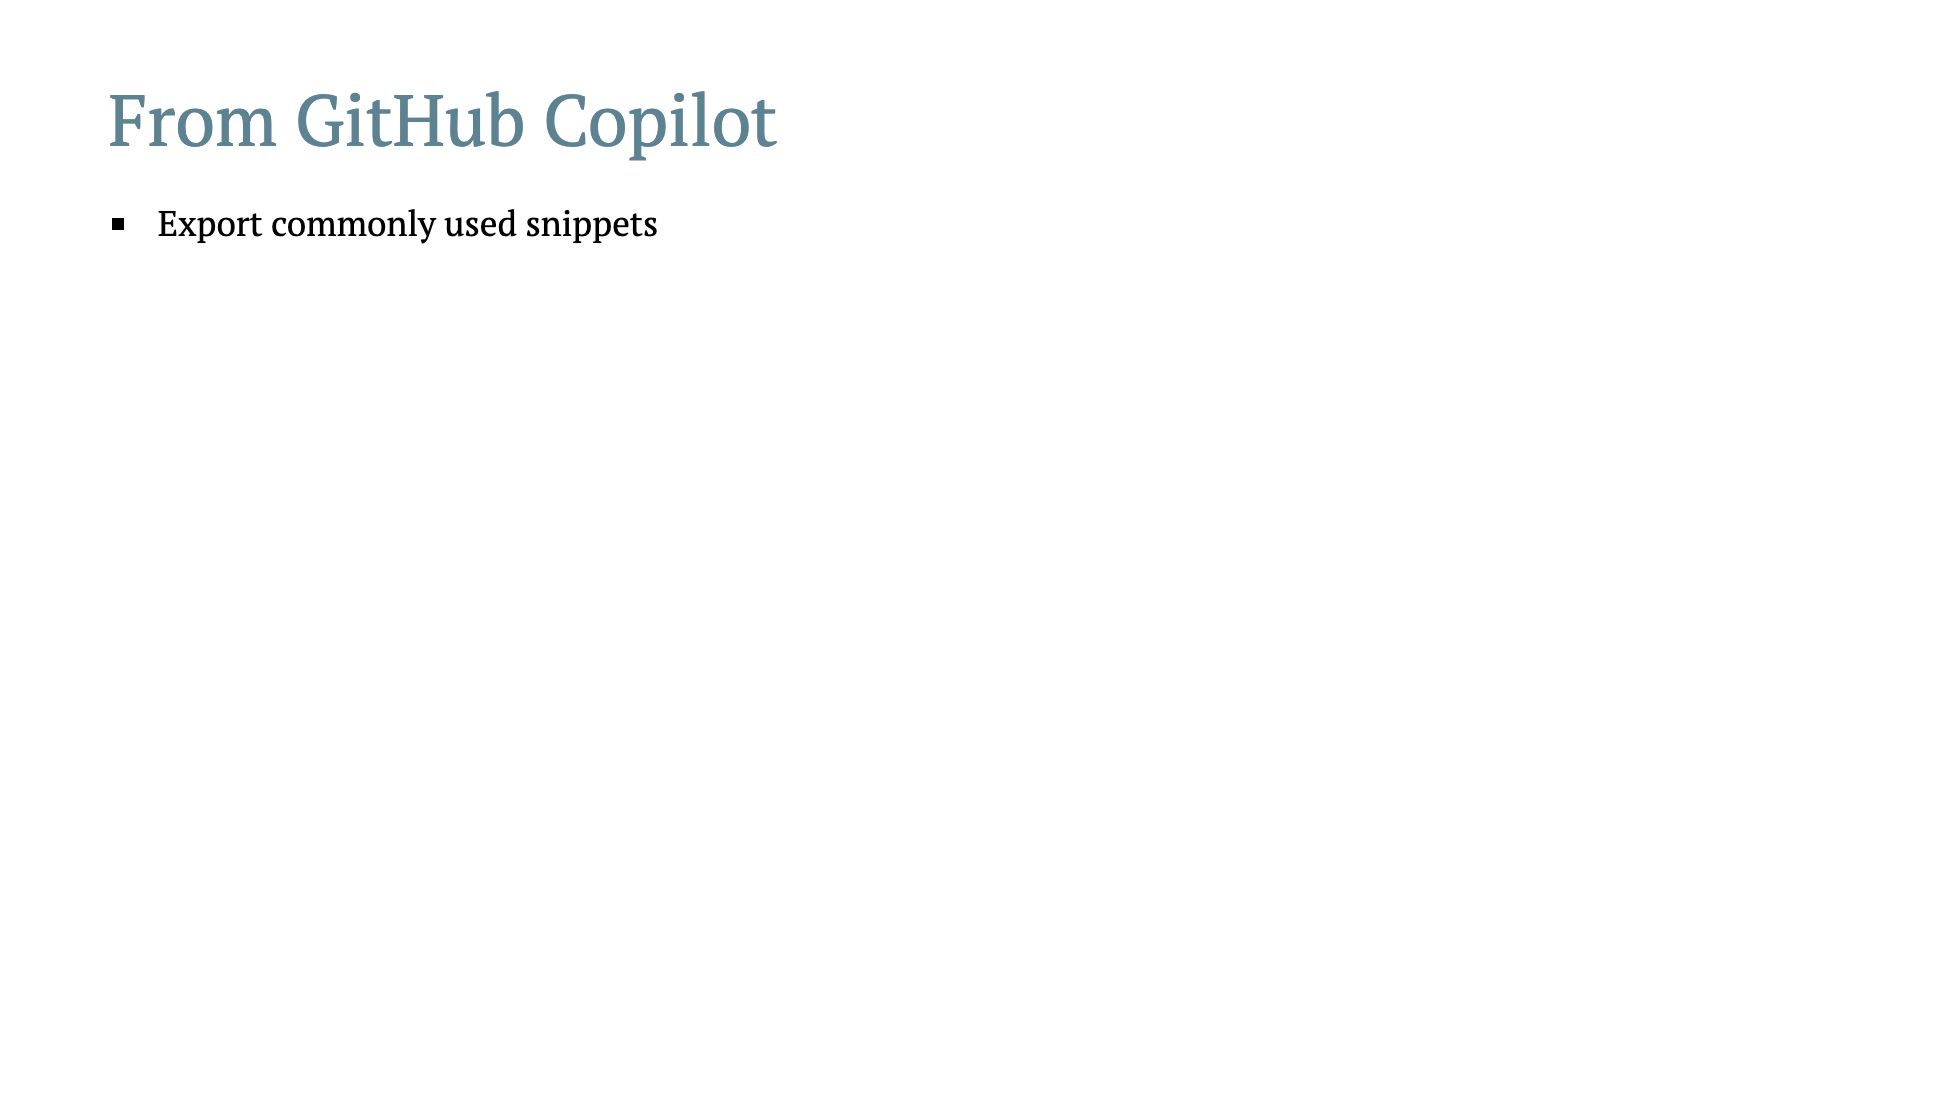 From GitHub Copilot
▪ Export commonly used snippets